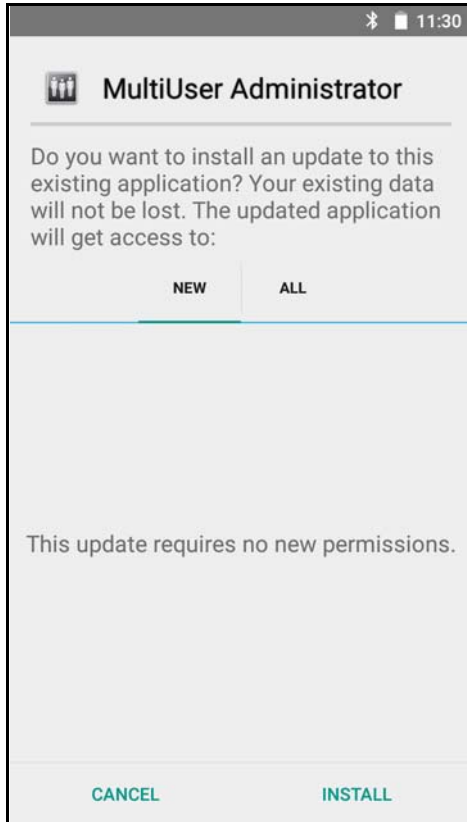 11:30
MultiUser Administrator
Do you want to install an update to this
existing application? Your existing data
will not be lost. The updated application
will get access to:
NEW ALL
This update requires no new permissions.
CANCEL INSTALL